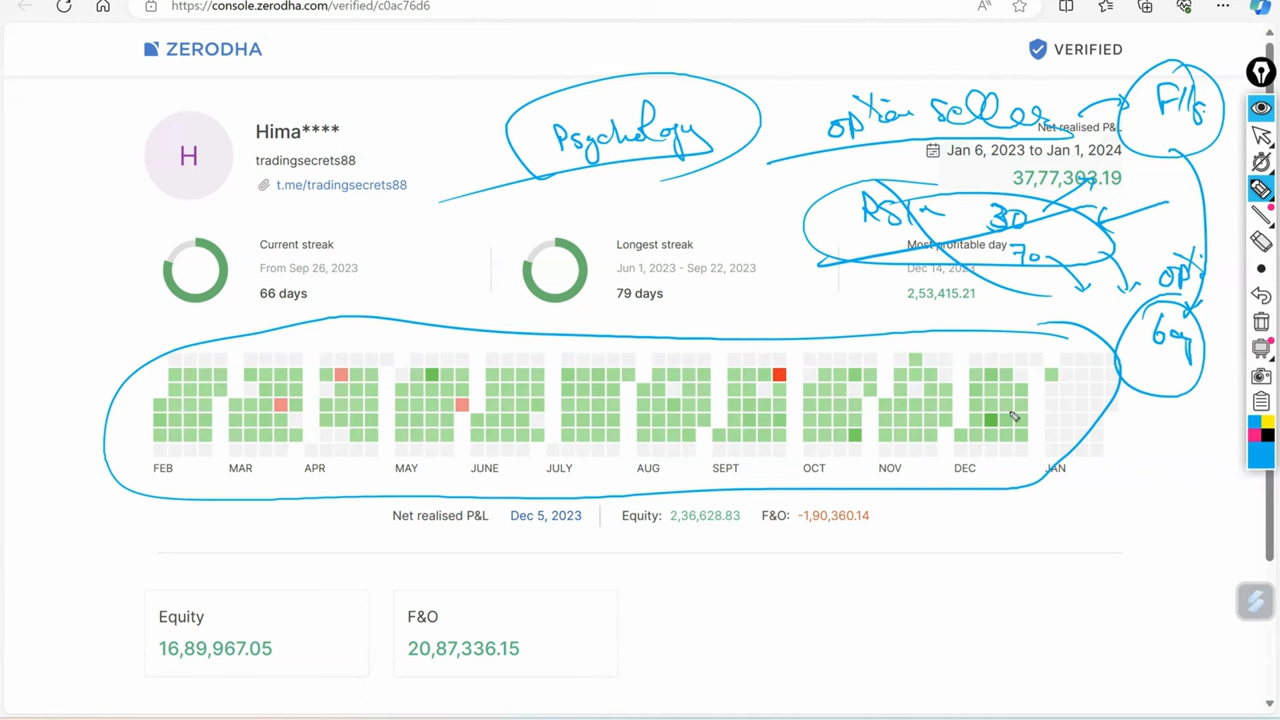 https://console.zerodha.com/verified/c0ac76d6
ZERODHA
VERIFIED
Hima****
tradingsecrets88
t.me/tradingsecrets88
Psychology
option seller
FIIs
Net realised P&L
Jan 6, 2023 to Jan 1, 2024
37,77,303.19
RSI
30
70
Current streak
From Sep 26, 2023
66 days
Longest streak
Jun 1, 2023 - Sep 22, 2023
79 days
Most profitable day
Dec 14, 2023
2,53,415.21
FEB MAR APR MAY JUNE JULY AUG SEPT OCT NOV DEC JAN
Net realised P&L Dec 5, 2023 Equity: 2,36,628.83 F&O: -1,90,360.14
Equity
16,89,967.05
F&O
20,87,336.15